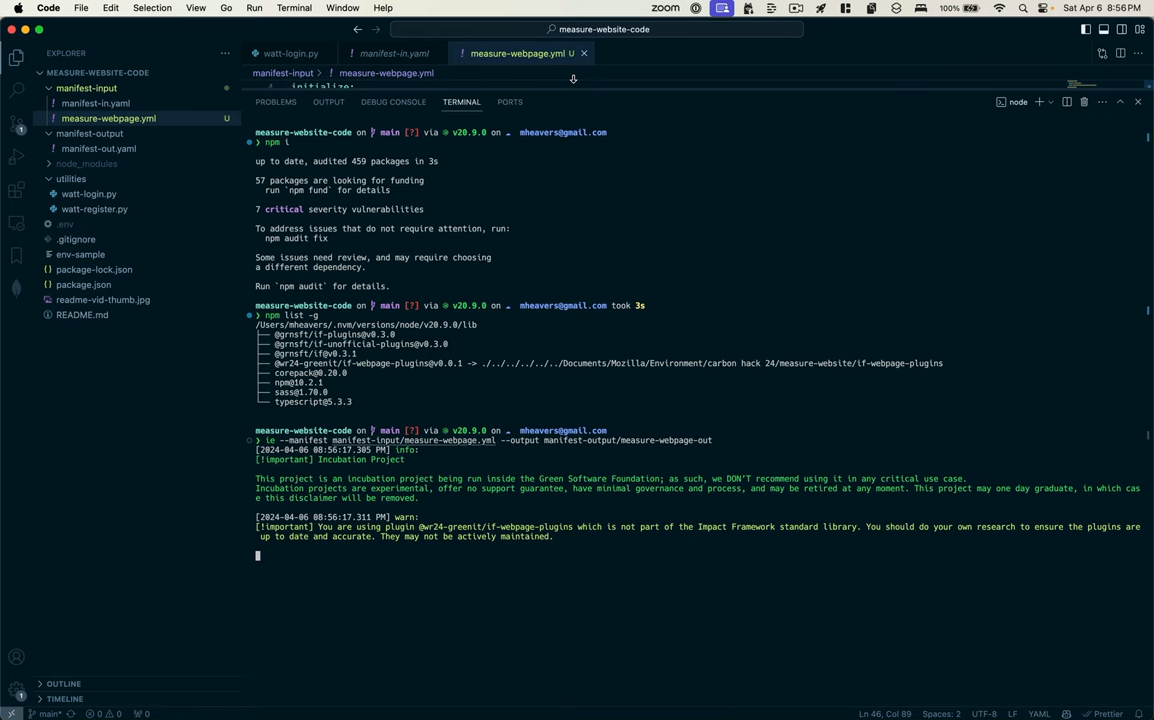 Code File Edit Selection View Go Run Terminal Window Help zoom 100% Sat Apr 6 8:56 PM
measure-website-code
EXPLORER ... watt-login.py manifest-in.yaml measure-webpage.yml U
MEASURE-WEBSITE-CODE
manifest-input > measure-webpage.yml
manifest-input
initialize:
manifest-in.yaml
measure-webpage.yml U
manifest-output
manifest-out.yaml
node_modules
utilities
watt-login.py
watt-register.py
.env
.gitignore
env-sample
package-lock.json
package.json
readme-vid-thumb.jpg
README.md
PROBLEMS OUTPUT DEBUG CONSOLE TERMINAL PORTS node
measure-website-code on main [?] via v20.9.0 on mheavers@gmail.com
❯ npm i
up to date, audited 459 packages in 3s
57 packages are looking for funding
run `npm fund` for details
7 critical severity vulnerabilities
To address issues that do not require attention, run:
npm audit fix
Some issues need review, and may require choosing
a different dependency.
Run `npm audit` for details.
measure-website-code on main [?] via v20.9.0 on mheavers@gmail.com took 3s
❯ npm list -g
/Users/mheavers/.nvm/versions/node/v20.9.0/lib
├── @grnsft/if-plugins@v0.3.0
├── @grnsft/if-unofficial-plugins@v0.3.0
├── @grnsft/if@v0.3.1
├── @wr24-greenit/if-webpage-plugins@v0.0.1 -> ./../../../../../Documents/Mozilla/Environment/carbon hack 24/measure-website/if-webpage-plugins
├── corepack@0.20.0
├── npm@10.2.1
├── sass@1.70.0
└── typescript@5.3.3
measure-website-code on main [?] via v20.9.0 on mheavers@gmail.com
❯ ie --manifest manifest-input/measure-webpage.yml --output manifest-output/measure-webpage-out
[2024-04-06 08:56:17.305 PM] info:
[!important] Incubation Project
This project is an incubation project being run inside the Green Software Foundation; as such, we DON'T recommend using it in any critical use case.
Incubation projects are experimental, offer no support guarantee, have minimal governance and process, and may be retired at any moment. This project may one day graduate, in which cas
e this disclaimer will be removed.
[2024-04-06 08:56:17.311 PM] warn:
[!important] You are using plugin @wr24-greenit/if-webpage-plugins which is not part of the Impact Framework standard library. You should do your own research to ensure the plugins are
up to date and accurate. They may not be actively maintained.
OUTLINE
TIMELINE
1
1
main* 0 0 0 Ln 46, Col 89 Spaces: 2 UTF-8 LF YAML Prettier